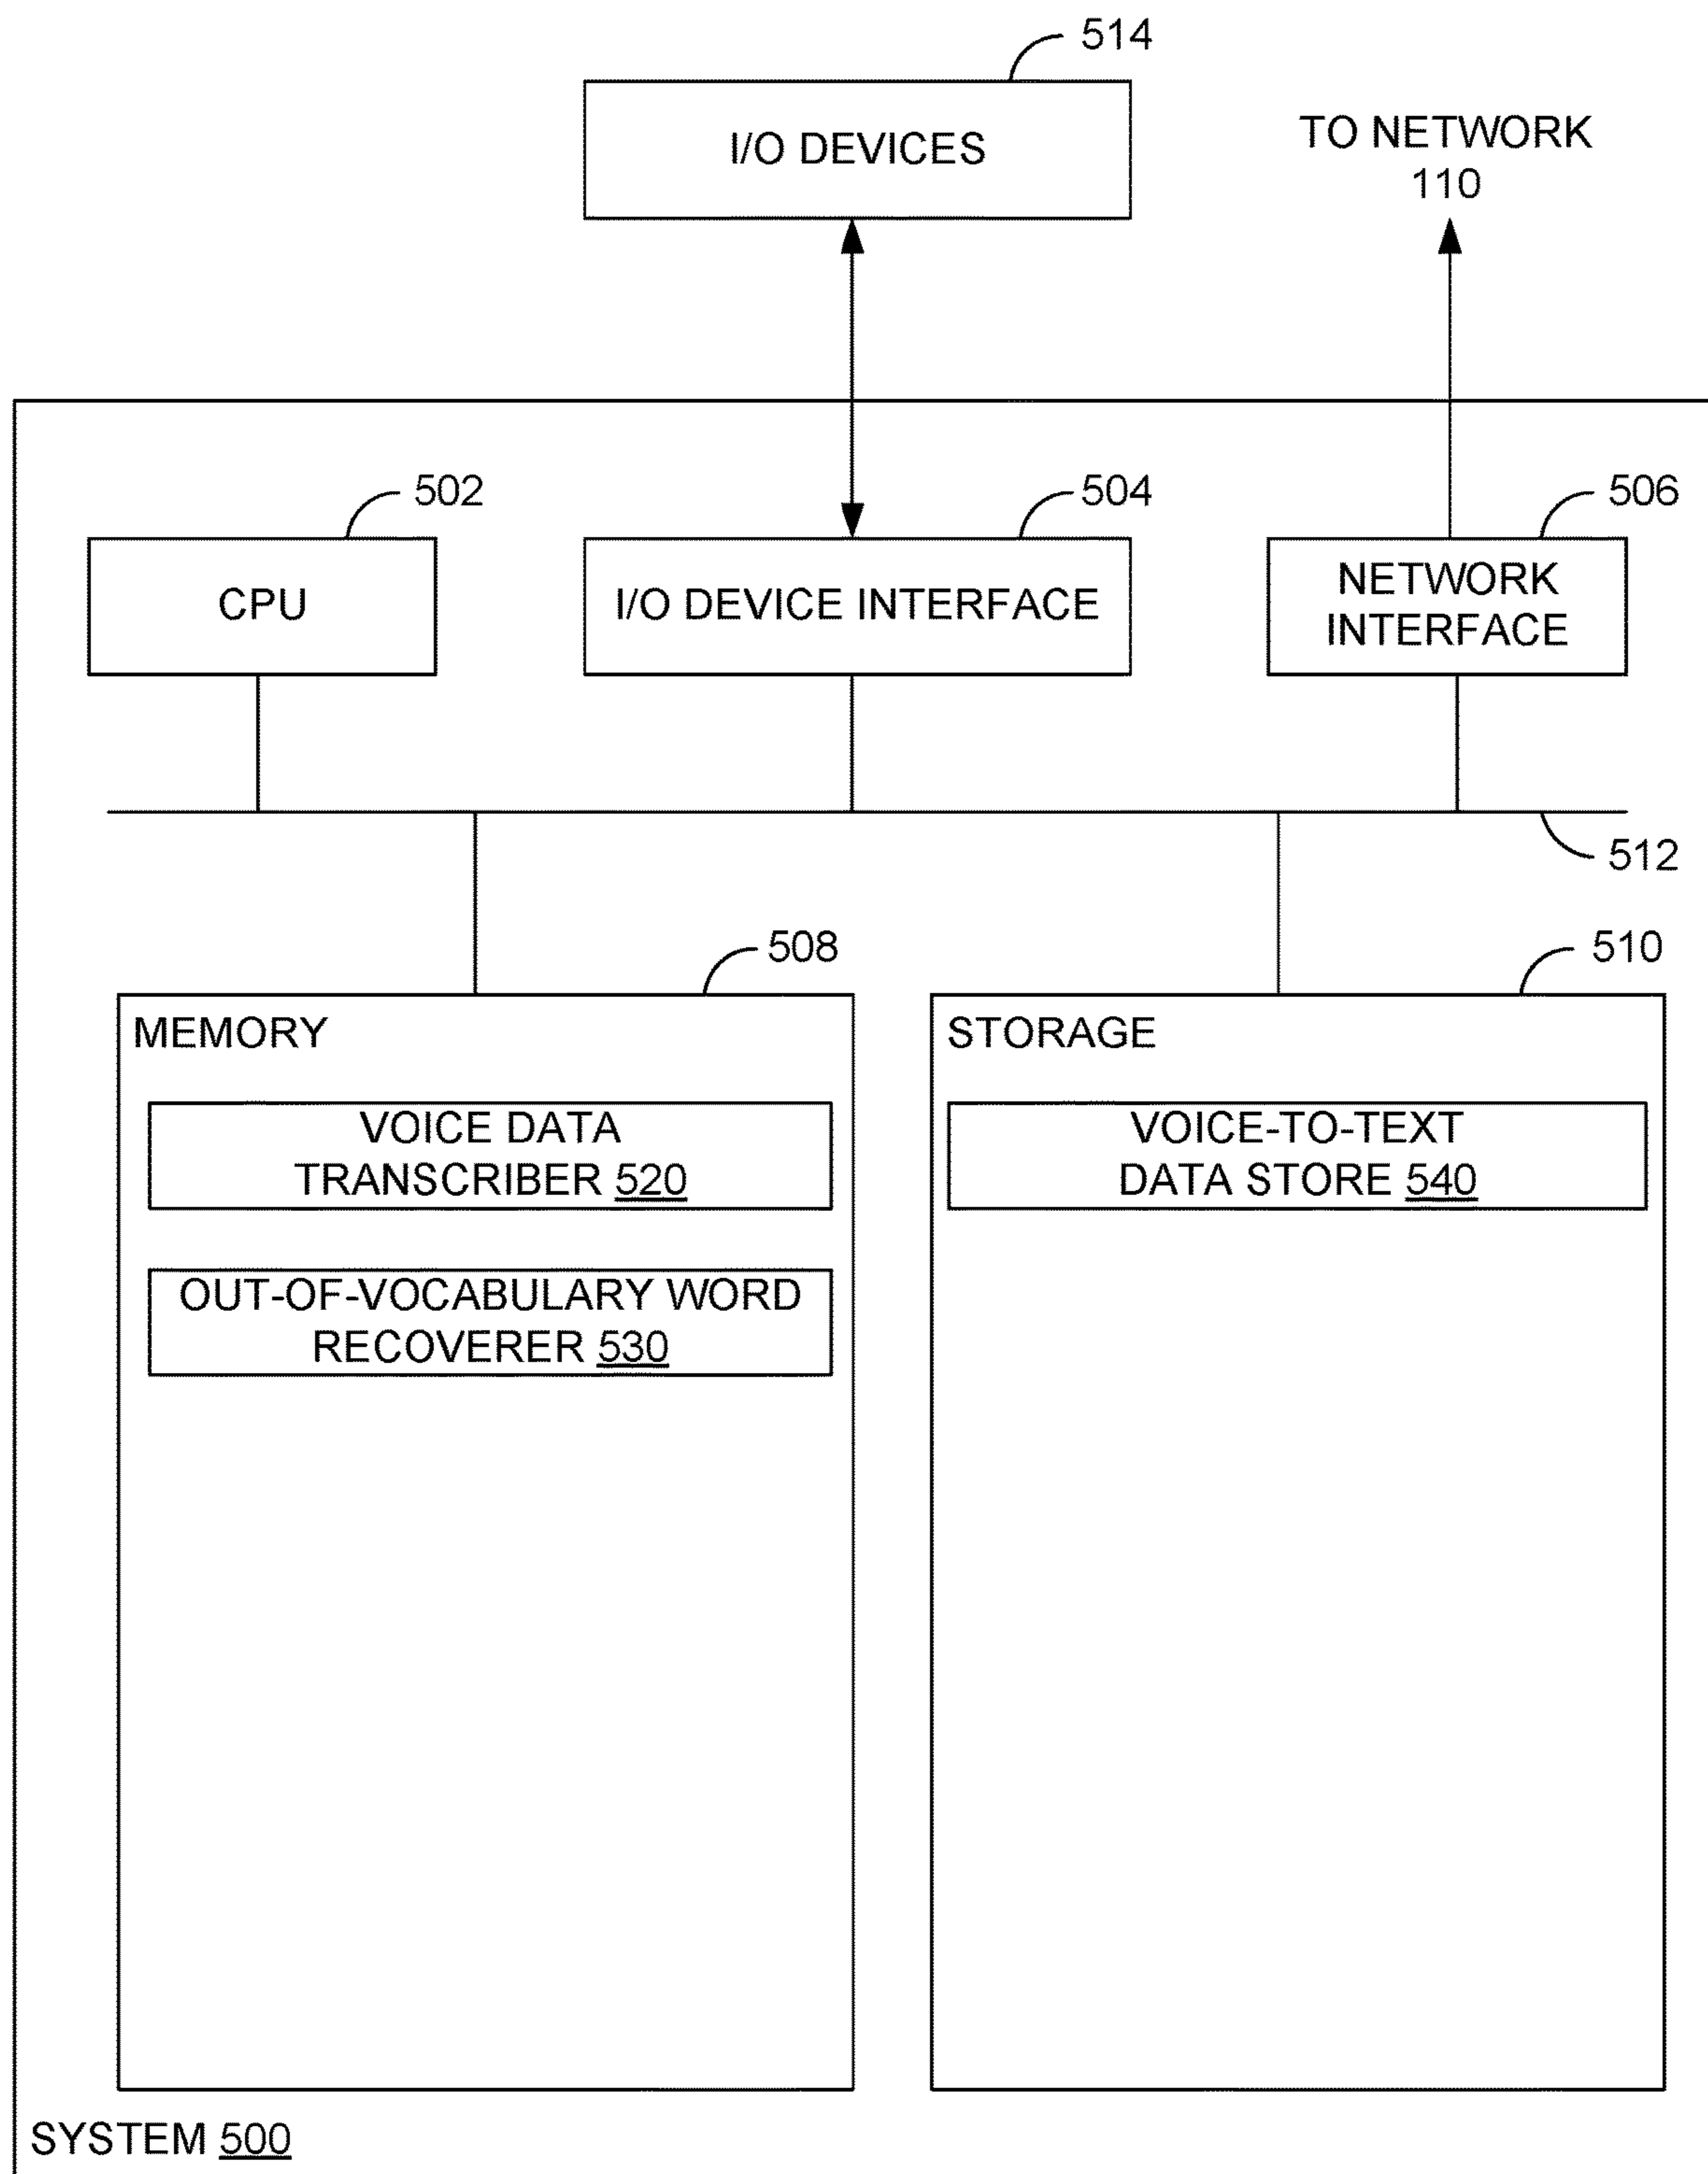 514
I/O DEVICES
TO NETWORK
110
502
504
506
CPU
I/O DEVICE INTERFACE
NETWORK
INTERFACE
512
508
510
MEMORY
VOICE DATA
TRANSCRIBER 520
OUT-OF-VOCABULARY WORD
RECOVERER 530
STORAGE
VOICE-TO-TEXT
DATA STORE 540
SYSTEM 500